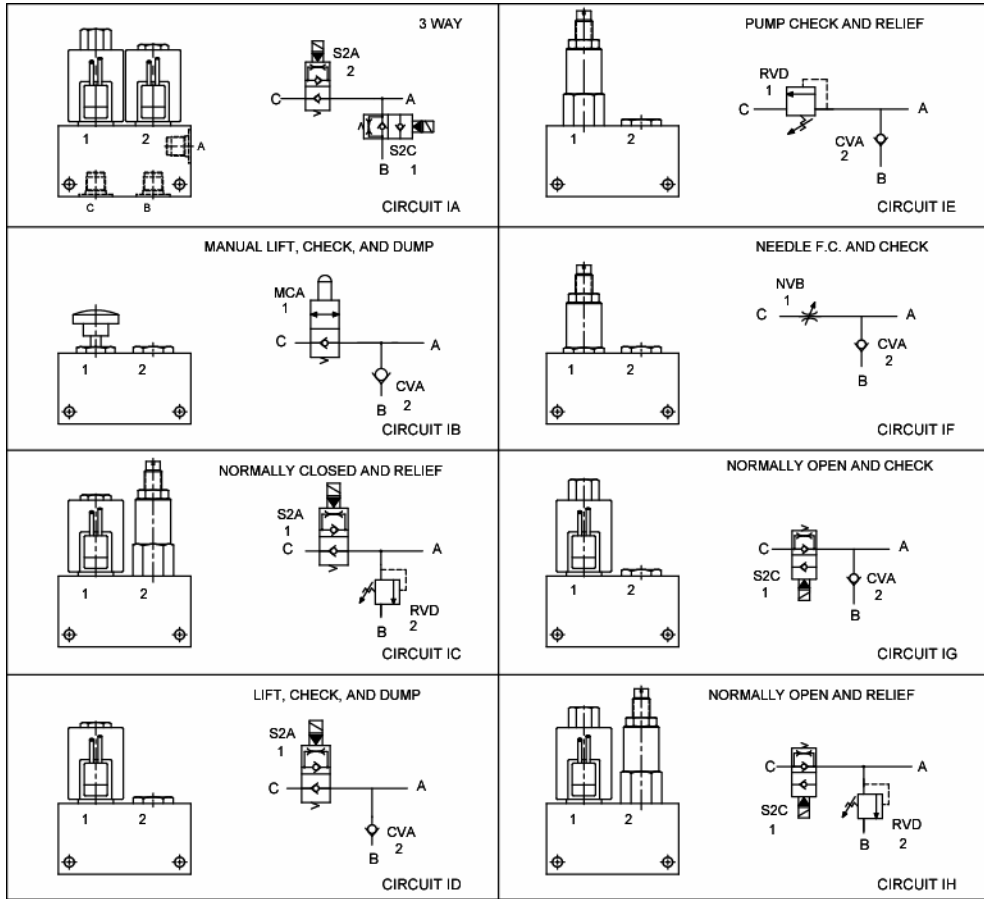 3 WAY
S2A
2
C
A
1
2
A
S2C
B
1
C
B
CIRCUIT IA
PUMP CHECK AND RELIEF
RVD
1
C
A
1
2
CVA
2
B
CIRCUIT IE
MANUAL LIFT, CHECK, AND DUMP
MCA
1
C
A
1
2
CVA
B
2
CIRCUIT IB
NEEDLE F.C. AND CHECK
NVB
1
C
A
1
2
CVA
2
B
CIRCUIT IF
NORMALLY CLOSED AND RELIEF
S2A
1
C
A
1
2
RVD
B
2
CIRCUIT IC
NORMALLY OPEN AND CHECK
C
A
S2C
1
CVA
2
1
2
B
CIRCUIT IG
LIFT, CHECK, AND DUMP
S2A
1
C
A
1
2
CVA
2
B
CIRCUIT ID
NORMALLY OPEN AND RELIEF
C
A
S2C
1
1
2
RVD
B
2
CIRCUIT IH